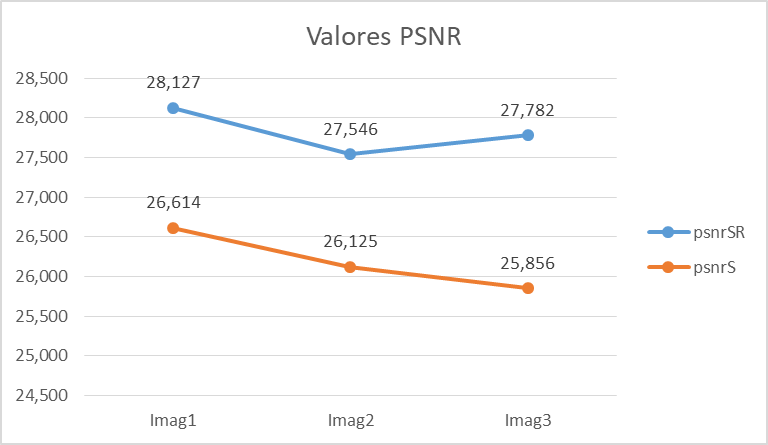 Valores PSNR
28,500
28,000
27,500
27,000
26,500
26,000
25,500
25,000
24,500
28,127
27,546
27,782
26,614
26,125
25,856
Imag1
Imag2
Imag3
psnrSR
psnrS